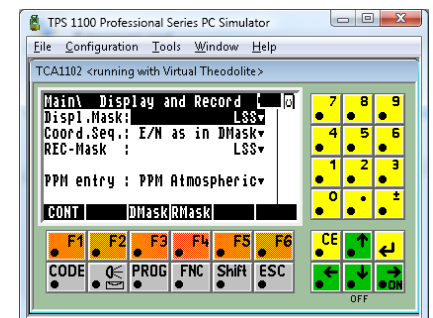 TPS 1100 Professional Series PC Simulator
File Configuration Tools Window Help
TCA1102 <running with Virtual Theodolite>
Main\ Display and Record
Displ.Mask: LSS▾
Coord.Seq.: E/N as in DMask▾
REC-Mask : LSS▾
PPM entry : PPM Atmospheric▾
CONT DMask RMask
7 8 9
4 5 6
1 2 3
0 . ±
F1 F2 F3 F4 F5 F6 CE
CODE PROG FNC Shift ESC ON
OFF